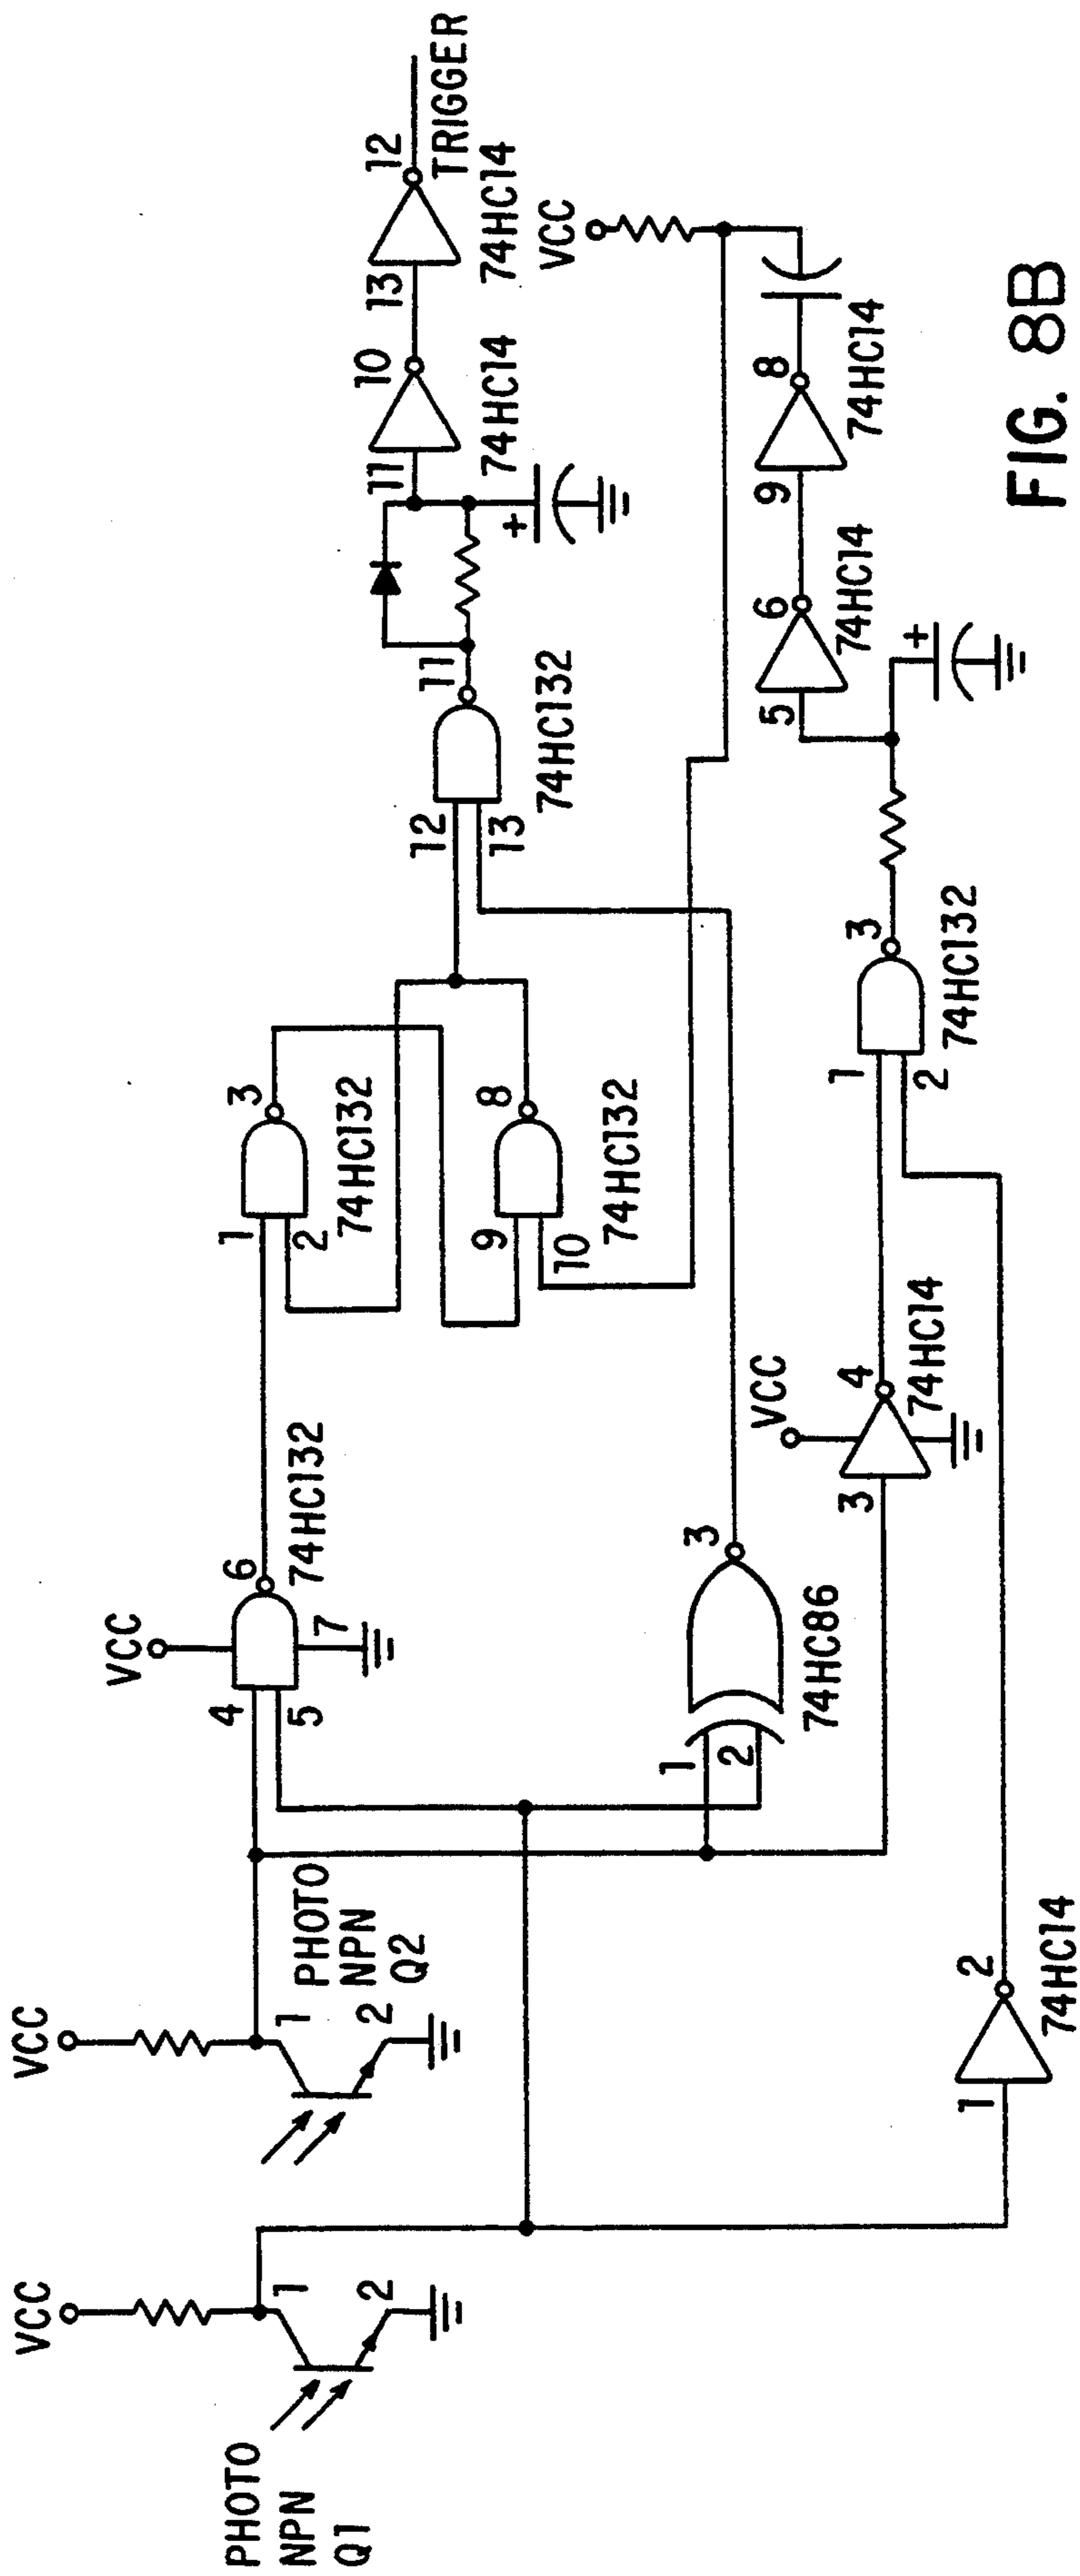 VCC
PHOTO
NPN
Q1
1
2
VCC
1
2
PHOTO
NPN
Q2
VCC
4
5
6
7
74HC132
1
2
3
74HC132
9
10
8
74HC132
12
13
11
74HC132
11
10
74HC14
+
13
12
TRIGGER
74HC14
VCC
1
2
3
74HC86
VCC
3
4
74HC14
1
2
74HC14
1
2
3
74HC132
+
5
6
74HC14
9
8
74HC14
FIG. 8B